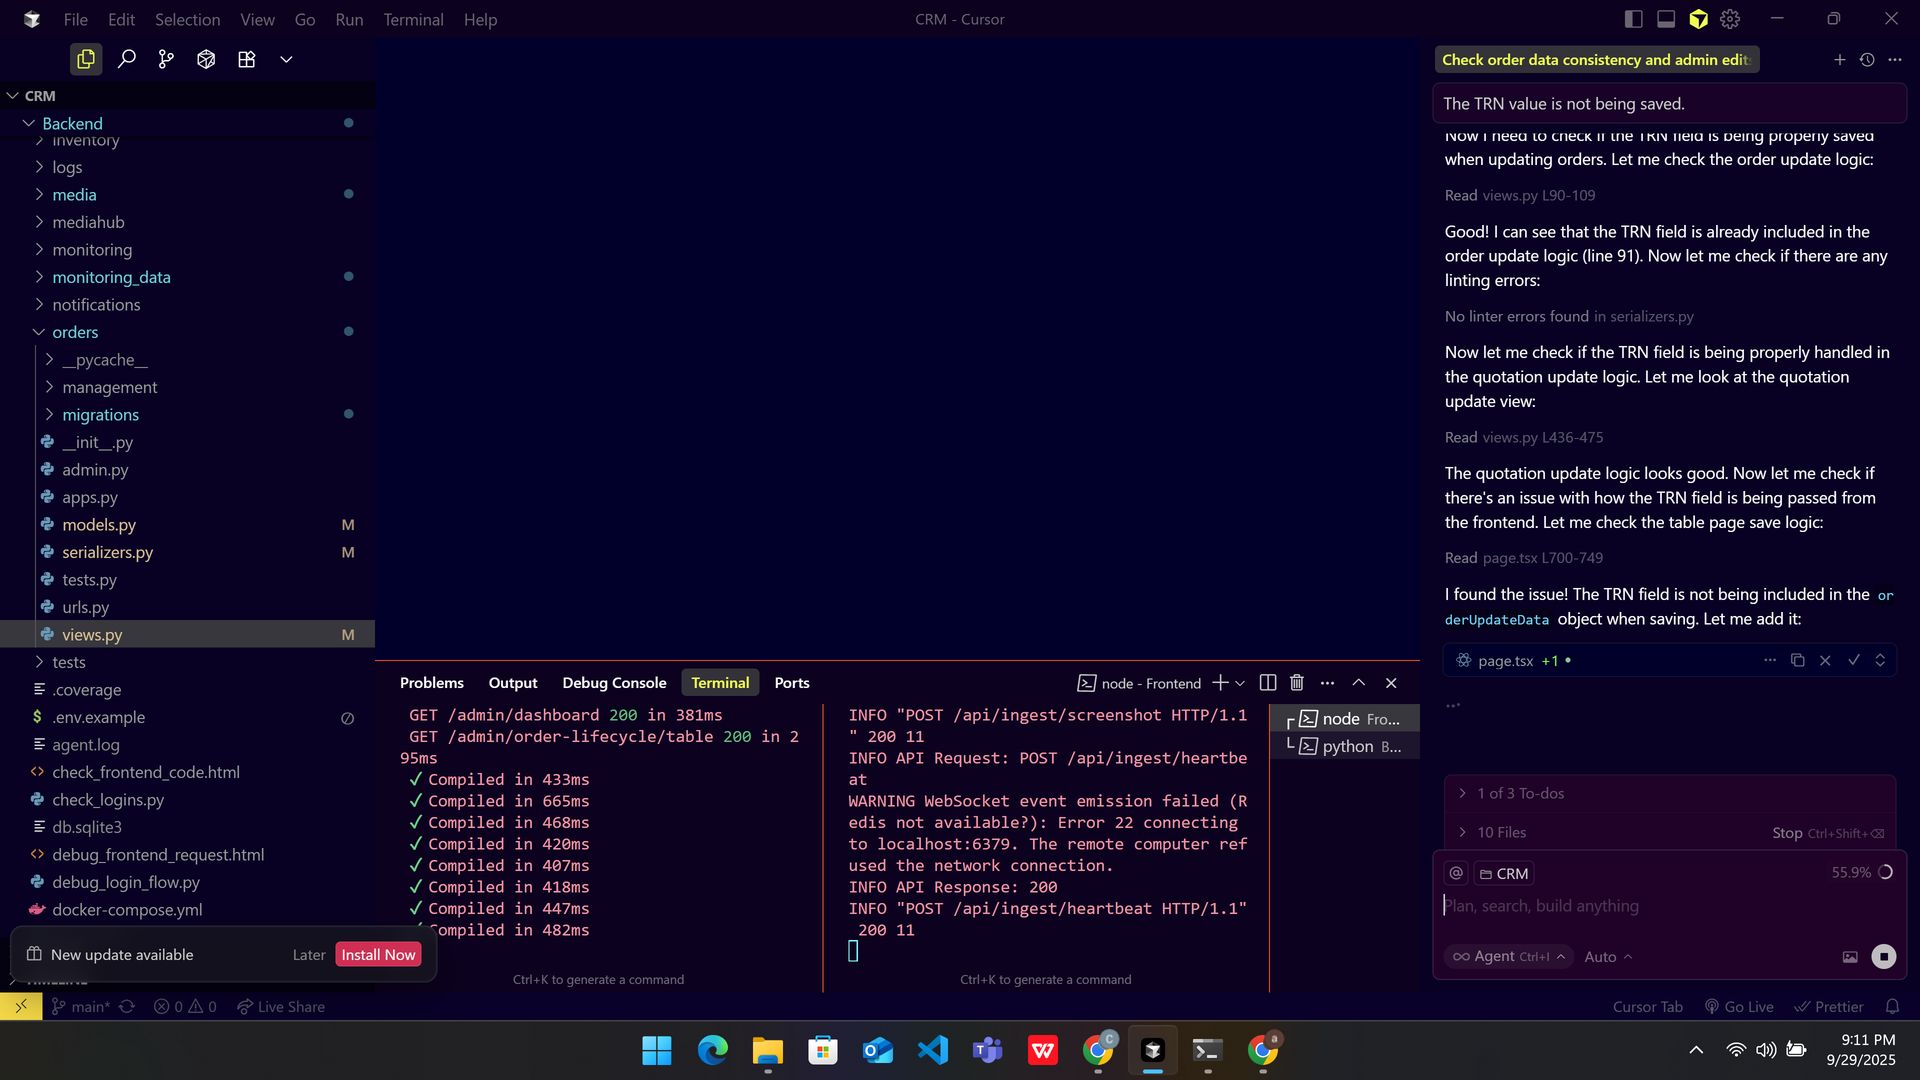 File Edit Selection View Go Run Terminal Help
CRM - Cursor
CRM
Backend
inventory
logs
media
mediahub
monitoring
monitoring_data
notifications
orders
__pycache__
management
migrations
__init__.py
admin.py
apps.py
models.py M
serializers.py M
tests.py
urls.py
views.py M
tests
.coverage
.env.example
agent.log
check_frontend_code.html
check_logins.py
db.sqlite3
debug_frontend_request.html
debug_login_flow.py
docker-compose.yml
New update available Later Install Now
TIMELINE
main* 0 0 Live Share
Problems Output Debug Console Terminal Ports
node - Frontend
GET /admin/dashboard 200 in 381ms
GET /admin/order-lifecycle/table 200 in 2
95ms
✓ Compiled in 433ms
✓ Compiled in 665ms
✓ Compiled in 468ms
✓ Compiled in 420ms
✓ Compiled in 407ms
✓ Compiled in 418ms
✓ Compiled in 447ms
Compiled in 482ms
Ctrl+K to generate a command
INFO "POST /api/ingest/screenshot HTTP/1.1
" 200 11
INFO API Request: POST /api/ingest/heartbe
at
WARNING WebSocket event emission failed (R
edis not available?): Error 22 connecting
to localhost:6379. The remote computer ref
used the network connection.
INFO API Response: 200
INFO "POST /api/ingest/heartbeat HTTP/1.1"
200 11
Ctrl+K to generate a command
node Fro...
python B...
Check order data consistency and admin edit
The TRN value is not being saved.
Now I need to check if the TRN field is being properly saved
when updating orders. Let me check the order update logic:
Read views.py L90-109
Good! I can see that the TRN field is already included in the
order update logic (line 91). Now let me check if there are any
linting errors:
No linter errors found in serializers.py
Now let me check if the TRN field is being properly handled in
the quotation update logic. Let me look at the quotation
update view:
Read views.py L436-475
The quotation update logic looks good. Now let me check if
there's an issue with how the TRN field is being passed from
the frontend. Let me check the table page save logic:
Read page.tsx L700-749
I found the issue! The TRN field is not being included in the or
derUpdateData object when saving. Let me add it:
page.tsx +1
1 of 3 To-dos
10 Files Stop Ctrl+Shift+⌫
@ CRM 55.9%
Plan, search, build anything
Agent Ctrl+I Auto
Cursor Tab Go Live Prettier
9:11 PM
9/29/2025